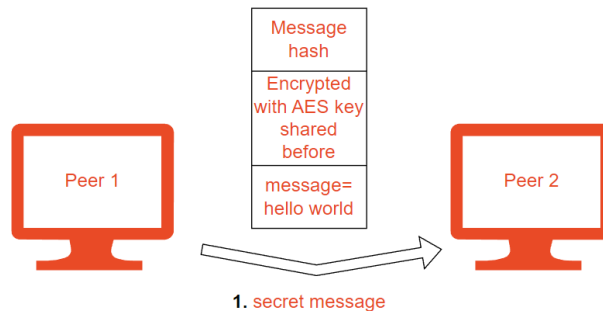 Message
hash
Encrypted
with AES key
shared
before
message=
hello world
Peer 1
Peer 2
1. secret message